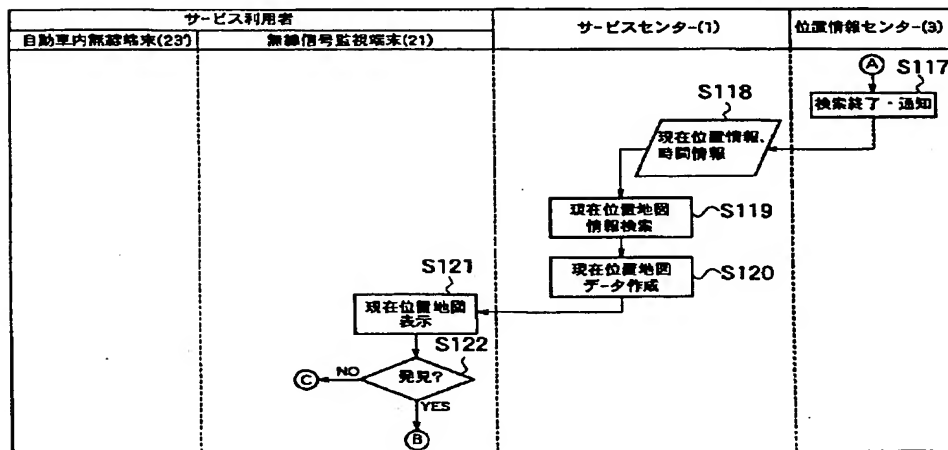 サービス利用者
サービスセンター(1)
位置情報センター(3)
自動車内無線端末(23')
無線信号監視端末(21)
A
S117
検索終了・通知
S118
現在位置情報、
時間情報
現在位置地図
情報検索
S119
現在位置地図
データ作成
S120
S121
現在位置地図
表示
S122
発見?
NO
C
YES
B